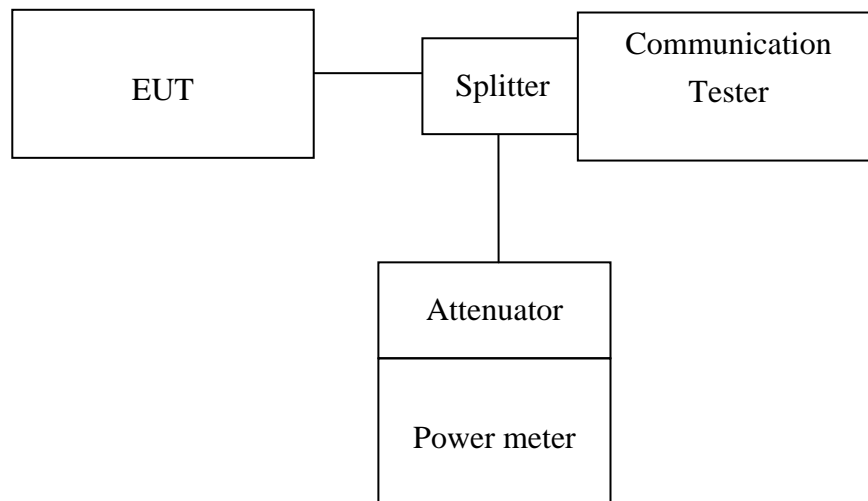 EUT
Splitter
Communication
Tester
Attenuator
Power meter